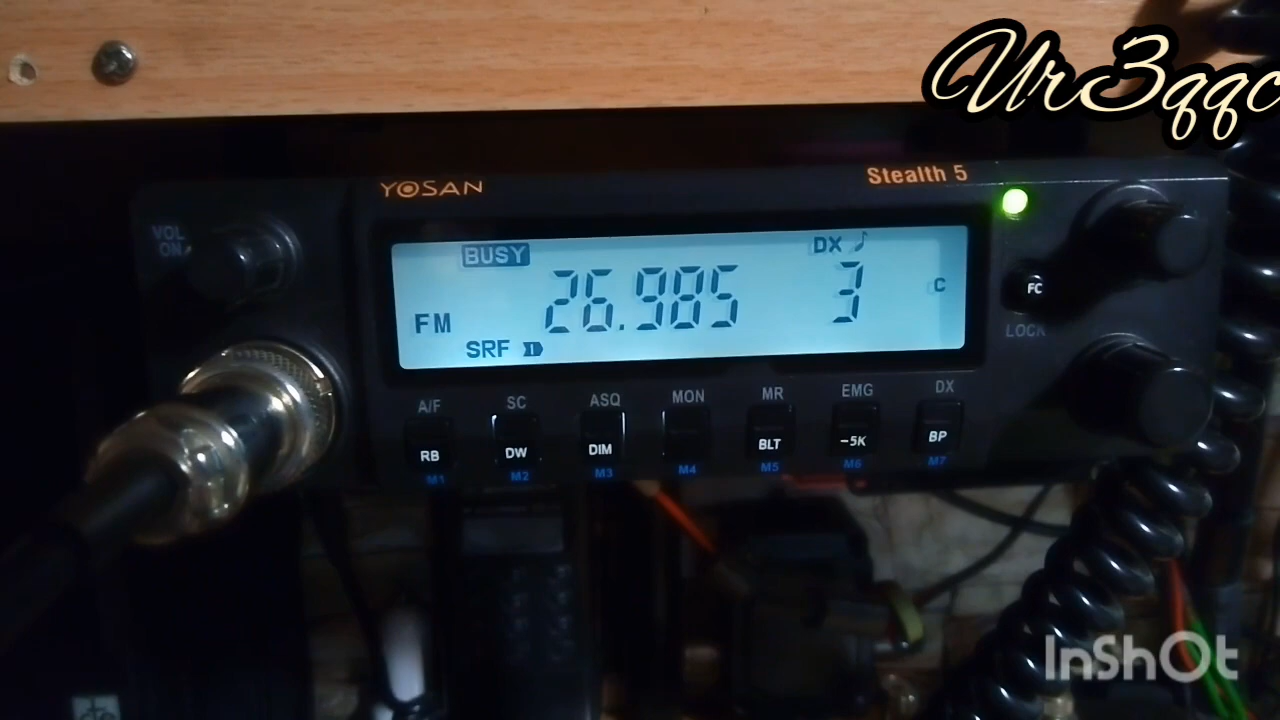 Ur3qqc
YOSAN
Stealth 5
VOL
ON
BUSY
DX
FM
26.985
3
C
SRF
FC
LOCK
A/F
SC
ASQ
MON
MR
EMG
DX
RB
DW
DIM
BLT
-5K
BP
M1
M2
M3
M4
M5
M6
M7
InShOt